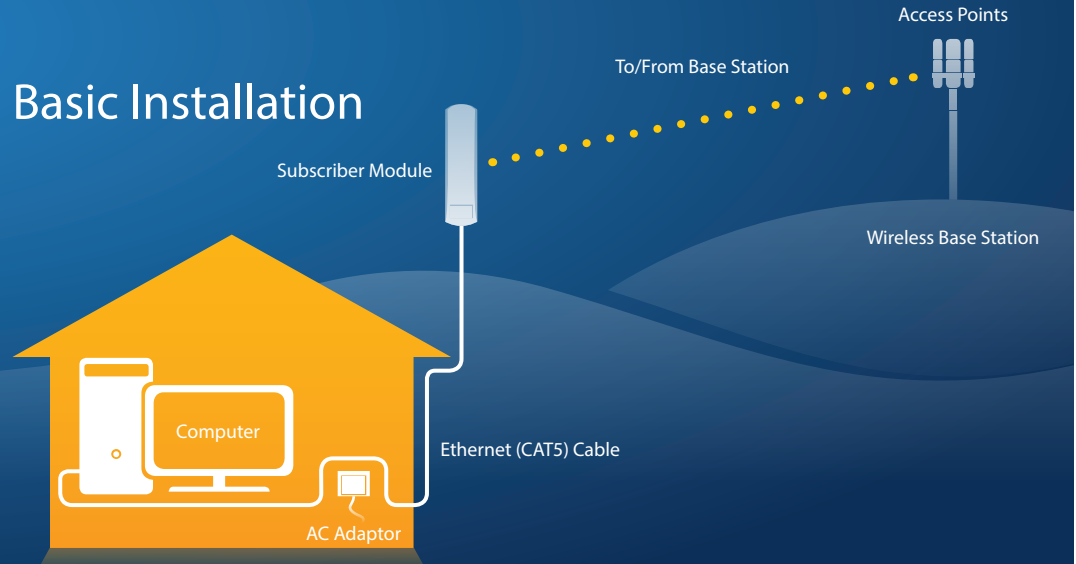 Access Points
To/From Base Station
Basic Installation
Subscriber Module
Wireless Base Station
Computer
Ethernet (CAT5) Cable
AC Adaptor